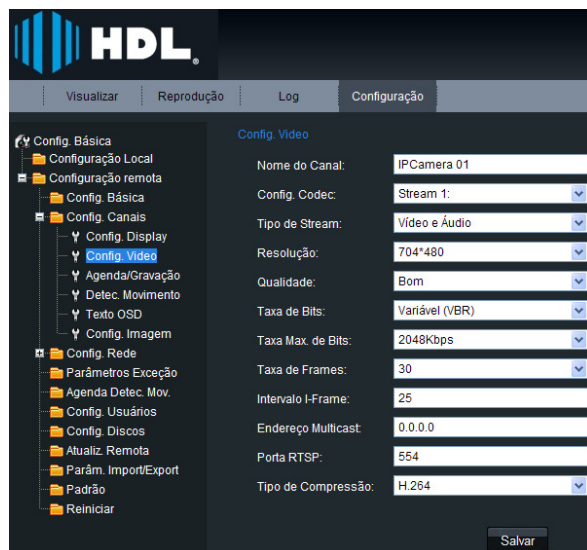 HDL®
Visualizar Reprodução Log Configuração
Config. Básica
Configuração Local
Configuração remota
Config. Básica
Config. Canais
Config. Display
Config. Video
Agenda/Gravação
Detec. Movimento
Texto OSD
Config. Imagem
Config. Rede
Parâmetros Exceção
Agenda Detec. Mov.
Config. Usuários
Config. Discos
Atualiz. Remota
Parâm. Import/Export
Padrão
Reiniciar
Config. Video
Nome do Canal: IPCamera 01
Config. Codec: Stream 1:
Tipo de Stream: Vídeo e Áudio
Resolução: 704*480
Qualidade: Bom
Taxa de Bits: Variável (VBR)
Taxa Max. de Bits: 2048Kbps
Taxa de Frames: 30
Intervalo I-Frame: 25
Endereço Multicast: 0.0.0.0
Porta RTSP: 554
Tipo de Compressão: H.264
Salvar